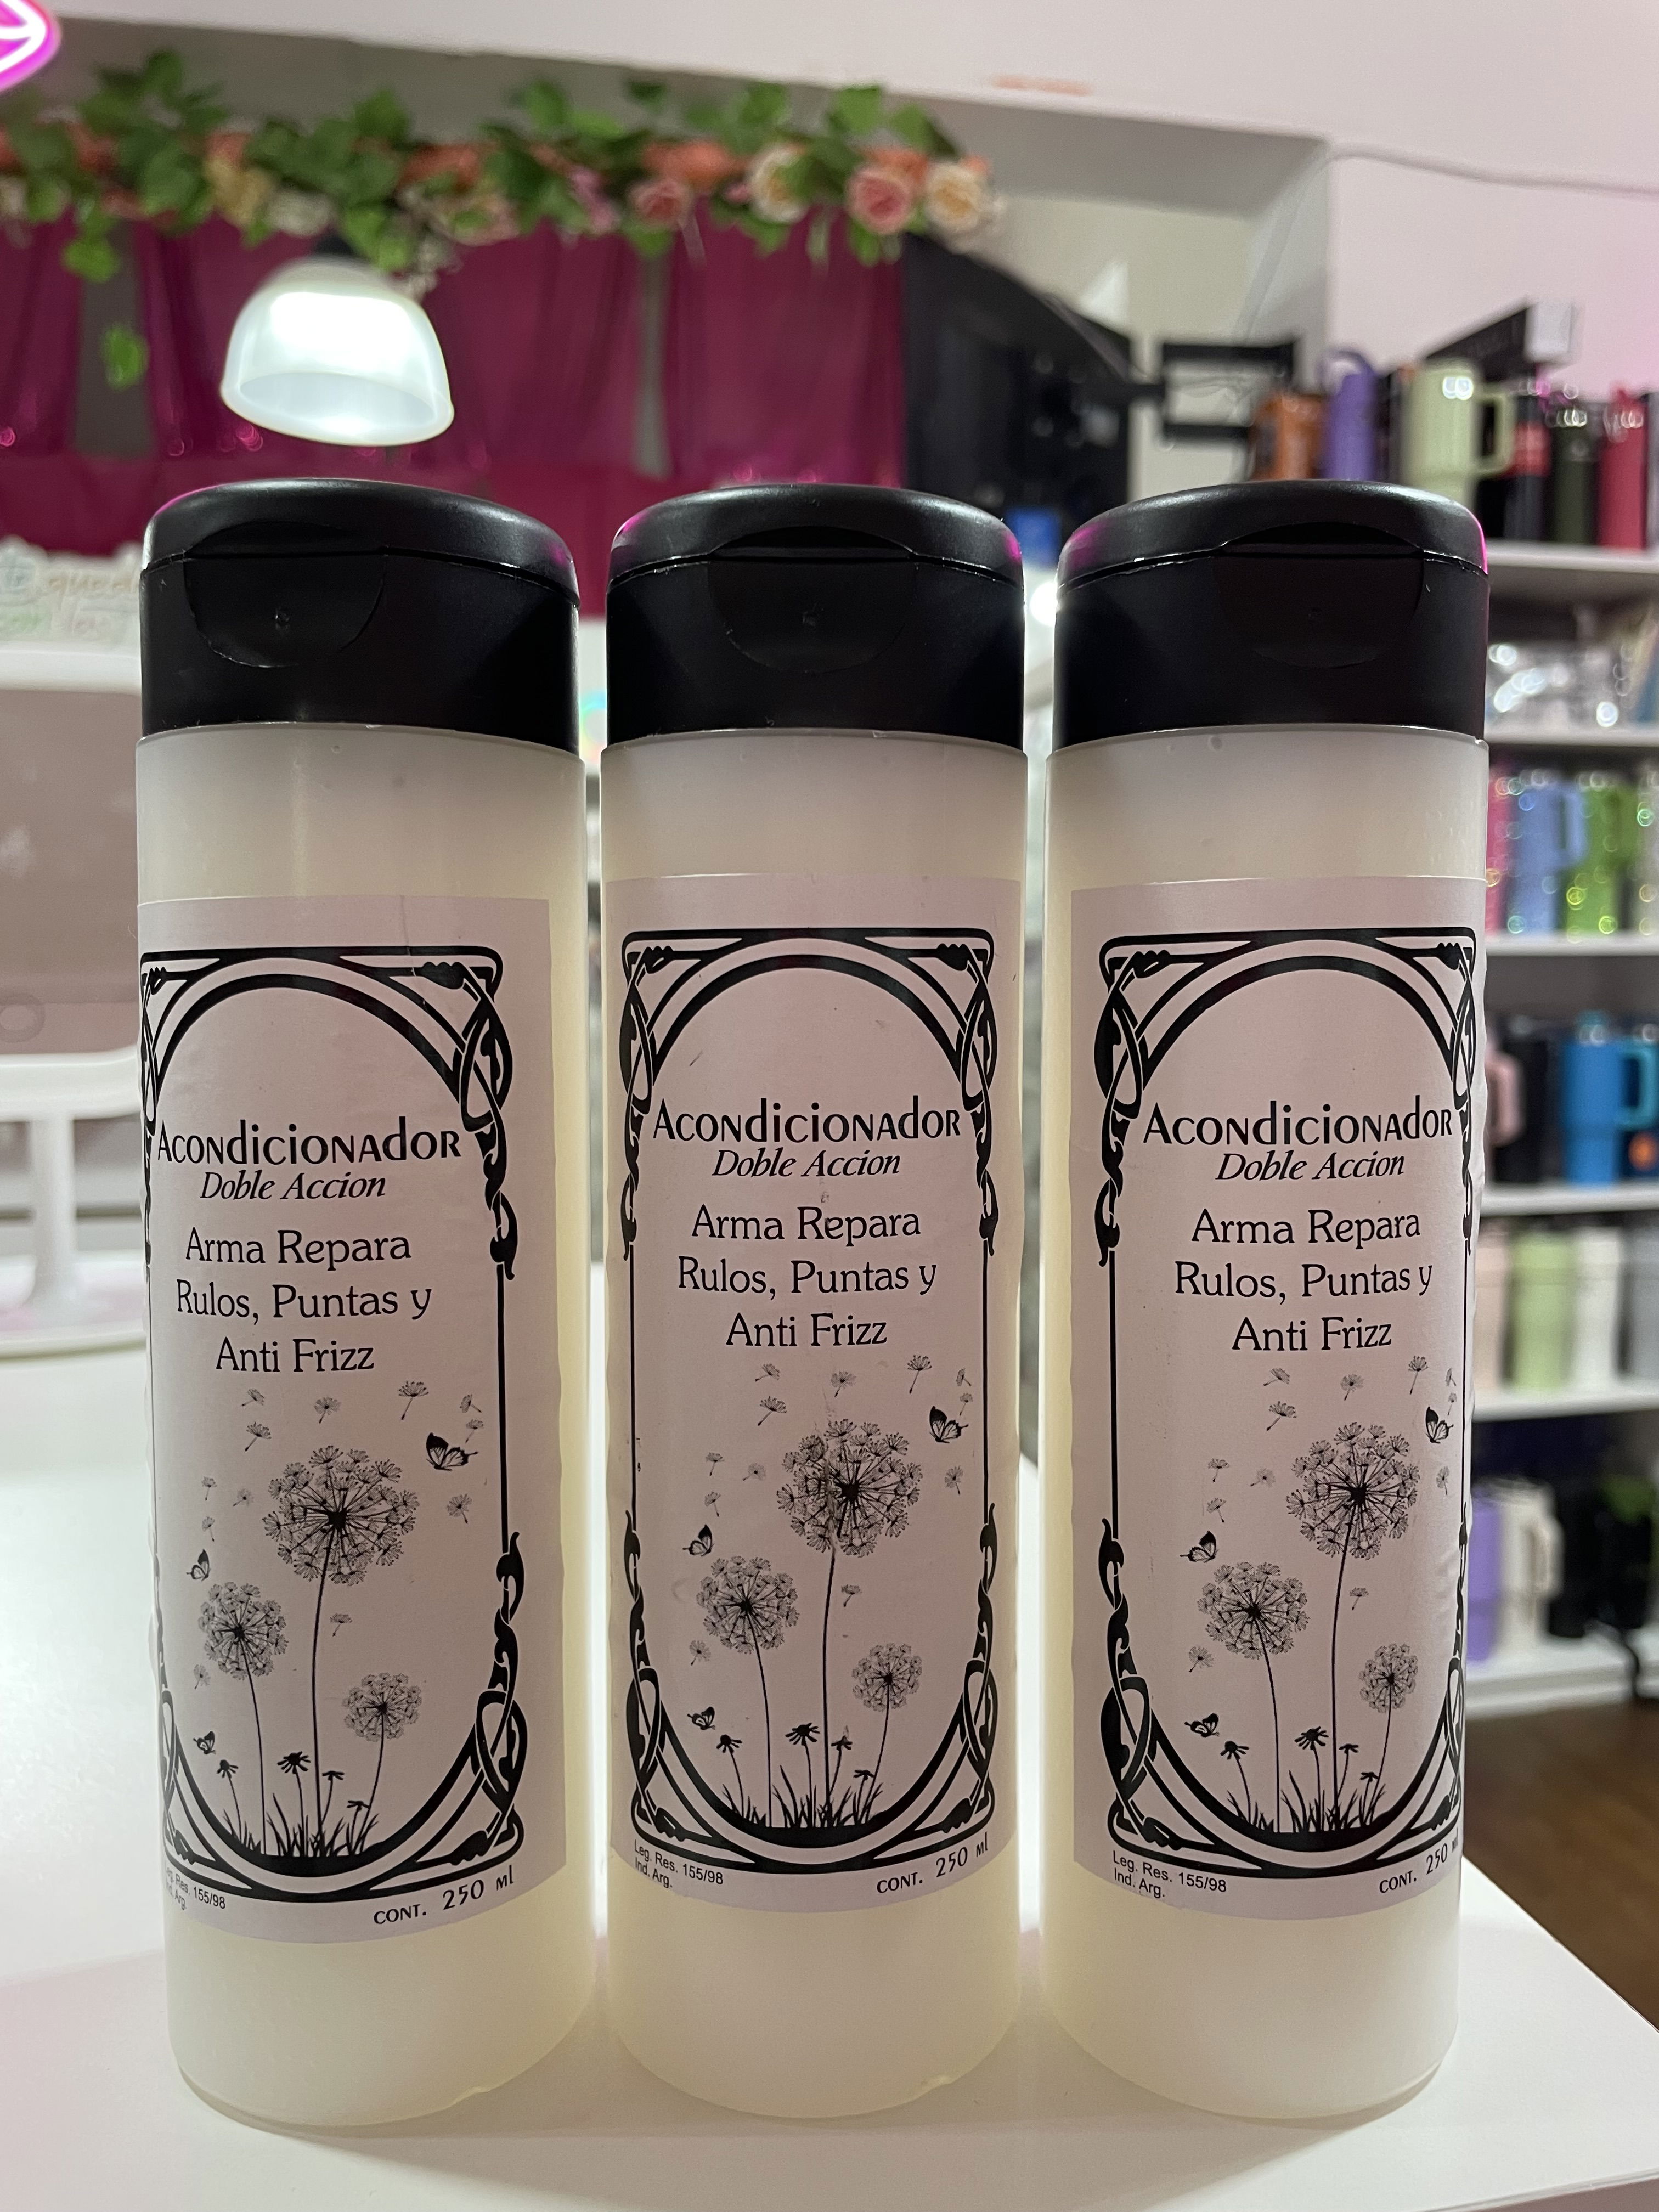 Acondicionador
Doble Accion
Arma Repara
Rulos, Puntas y
Anti Frizz
Res. 155/98
Arg.
CONT. 250 ml
Acondicionador
Doble Accion
Arma Repara
Rulos, Puntas y
Anti Frizz
Leg. Res. 155/98
Ind. Arg.
CONT. 250 ml
Acondicionador
Doble Accion
Arma Repara
Rulos, Puntas y
Anti Frizz
Leg. Res. 155/98
Ind. Arg.
CONT. 250 ml